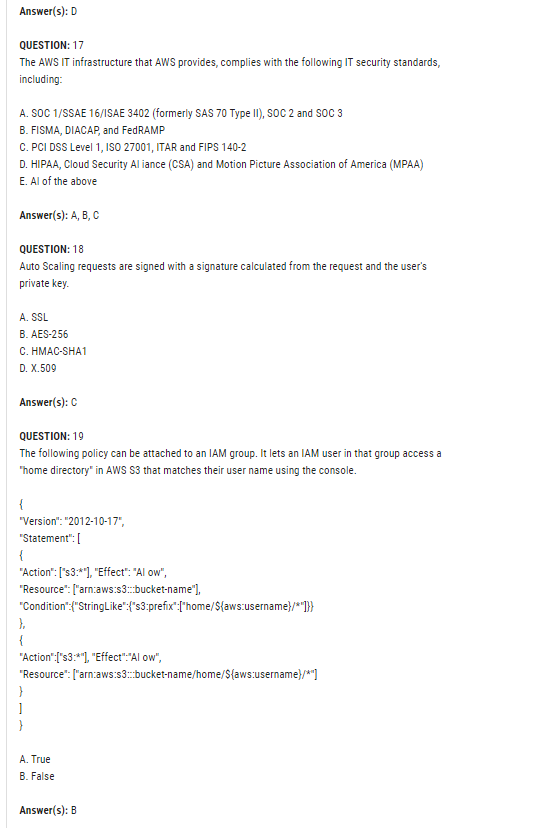 Answer(s): D
QUESTION: 17
The AWS IT infrastructure that AWS provides, complies with the following IT security standards,
including:
A. SOC 1/SSAE 16/ISAE 3402 (formerly SAS 70 Type II), SOC 2 and SOC 3
B. FISMA, DIACAP, and FedRAMP
C. PCI DSS Level 1, ISO 27001, ITAR and FIPS 140-2
D. HIPAA, Cloud Security Al iance (CSA) and Motion Picture Association of America (MPAA)
E. Al of the above
Answer(s): A, B, C
QUESTION: 18
Auto Scaling requests are signed with a signature calculated from the request and the user's
private key.
A. SSL
B. AES-256
C. HMAC-SHA1
D. X.509
Answer(s): C
QUESTION: 19
The following policy can be attached to an IAM group. It lets an IAM user in that group access a
"home directory" in AWS S3 that matches their user name using the console.
{
"Version": "2012-10-17",
"Statement": [
{
"Action": ["s3:*"], "Effect": "Al ow",
"Resource": ["arn:aws:s3:::bucket-name"],
"Condition":{"StringLike":{"s3:prefix":["home/${aws:username}/*"]}}
},
{
"Action":["s3:*"], "Effect":"Al ow",
"Resource": ["arn:aws:s3:::bucket-name/home/${aws:username}/*"]
}
]
}
A. True
B. False
Answer(s): B